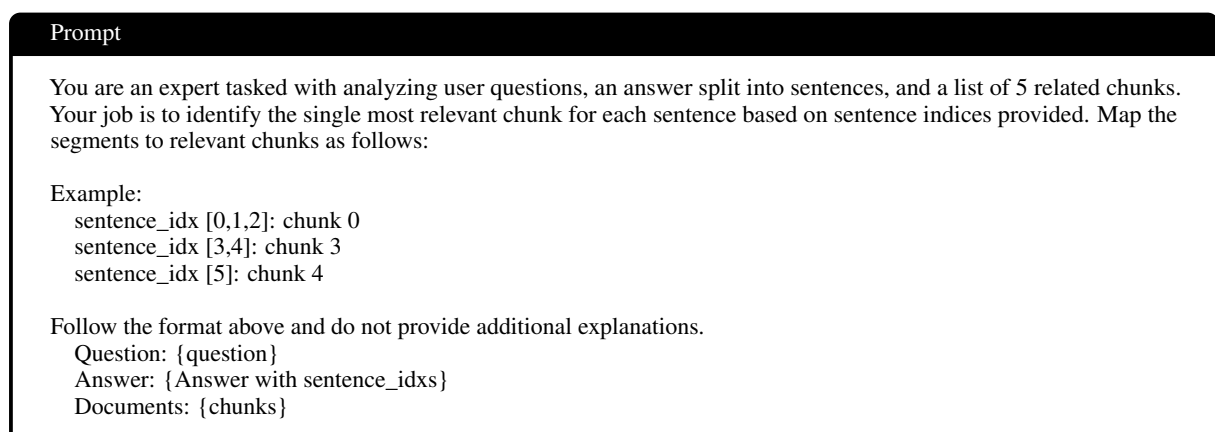 Prompt
You are an expert tasked with analyzing user questions, an answer split into sentences, and a list of 5 related chunks.
Your job is to identify the single most relevant chunk for each sentence based on sentence indices provided. Map the
segments to relevant chunks as follows:
Example:
sentence_idx [0,1,2]: chunk 0
sentence_idx [3,4]: chunk 3
sentence_idx [5]: chunk 4
Follow the format above and do not provide additional explanations.
Question: {question}
Answer: {Answer with sentence_idxs}
Documents: {chunks}